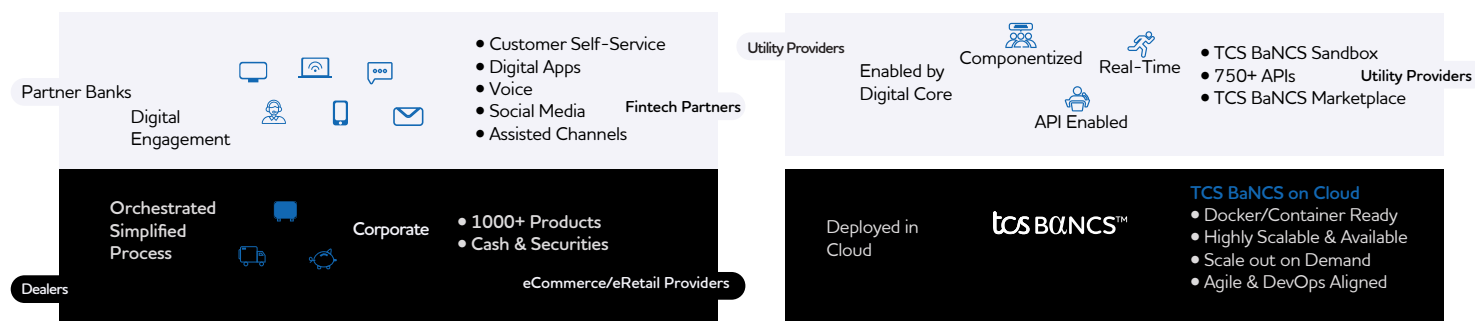 Partner Banks
Digital
Engagement
• Customer Self-Service
• Digital Apps
• Voice
• Social Media
• Assisted Channels
Fintech Partners
Utility Providers
Enabled by
Digital Core
Componentized
Real-Time
API Enabled
• TCS BaNCS Sandbox
• 750+ APIs
• TCS BaNCS Marketplace
Utility Providers
Orchestrated
Simplified
Process
Corporate
• 1000+ Products
• Cash & Securities
Dealers
eCommerce/eRetail Providers
Deployed in
Cloud
tcs BαNCS™
TCS BaNCS on Cloud
• Docker/Container Ready
• Highly Scalable & Available
• Scale out on Demand
• Agile & DevOps Aligned